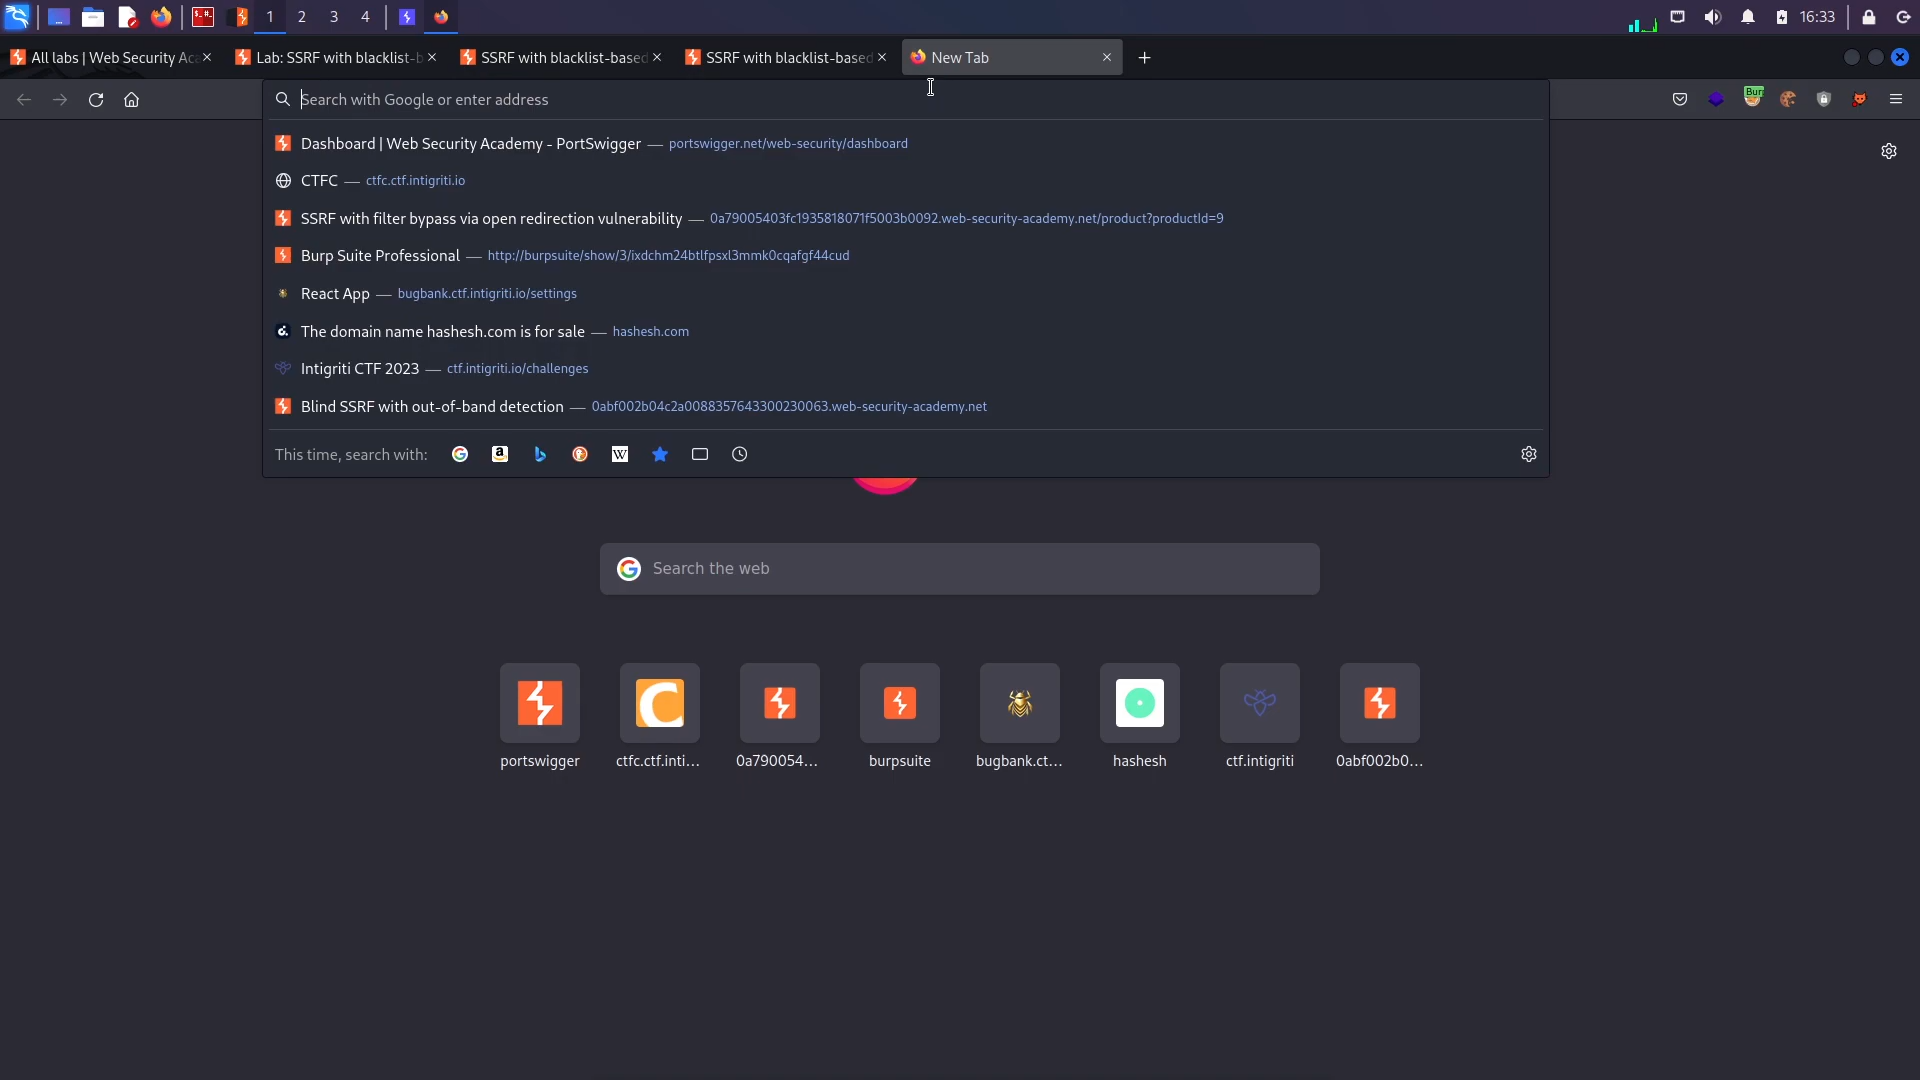 1 2 3 4 16:33
All labs | Web Security Ac
Lab: SSRF with blacklist-b
SSRF with blacklist-based
SSRF with blacklist-based
New Tab
Search with Google or enter address
Burp
Dashboard | Web Security Academy - PortSwigger — portswigger.net/web-security/dashboard
CTFC — ctfc.ctf.intigriti.io
SSRF with filter bypass via open redirection vulnerability — 0a79005403fc1935818071f5003b0092.web-security-academy.net/product?productId=9
Burp Suite Professional — http://burpsuite/show/3/ixdchm24btlfpsxl3mmk0cqafgf44cud
React App — bugbank.ctf.intigriti.io/settings
The domain name hashesh.com is for sale — hashesh.com
Intigriti CTF 2023 — ctf.intigriti.io/challenges
Blind SSRF with out-of-band detection — 0abf002b04c2a0088357643300230063.web-security-academy.net
This time, search with:
Search the web
portswigger
ctfc.ctf.inti...
0a790054...
burpsuite
bugbank.ct...
hashesh
ctf.intigriti
0abf002b0...